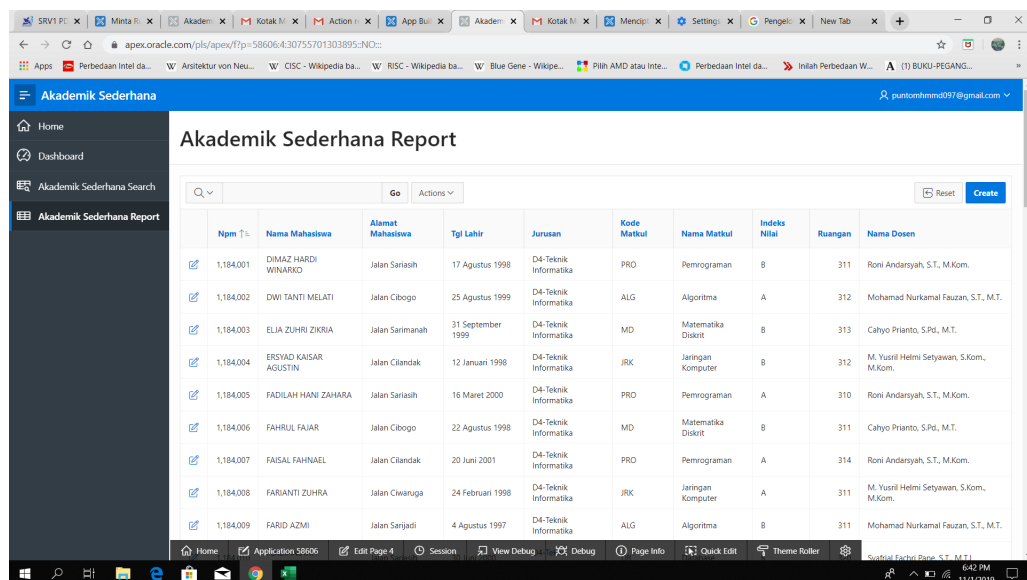 SRV1 PD
Minta R
Akadem
Kotak M
Action re
App Buil
Akadem
Kotak M
Mencipt
Settings
Pengelo
New Tab
apex.oracle.com/pls/apex/f?p=58606:4:30755701303895::NO:::
Apps Perbedaan Intel da... Arsitektur von Neu... CISC - Wikipedia ba... RISC - Wikipedia ba... Blue Gene - Wikipe... Pilih AMD atau Inte... Perbedaan Intel da... Inilah Perbedaan W... (1) BUKU-PEGANG... »
Akademik Sederhana
puntomhmmd097@gmail.com
Home
Dashboard
Akademik Sederhana Search
Akademik Sederhana Report
Akademik Sederhana Report
Go Actions Reset Create
Npm Nama Mahasiswa Alamat Mahasiswa Tgl Lahir Jurusan Kode Matkul Nama Matkul Indeks Nilai Ruangan Nama Dosen
1,184,001 DIMAZ HARDI WINARKO Jalan Sariasih 17 Agustus 1998 D4-Teknik Informatika PRO Pemrograman B 311 Roni Andarsyah, S.T., M.Kom.
1,184,002 DWI TANTI MELATI Jalan Cibogo 25 Agustus 1999 D4-Teknik Informatika ALG Algoritma A 312 Mohamad Nurkamal Fauzan, S.T., M.T.
1,184,003 ELJA ZUHRI ZIKRIA Jalan Sarimanah 31 September 1999 D4-Teknik Informatika MD Matematika Diskrit B 313 Cahyo Prianto, S.Pd., M.T.
1,184,004 ERSYAD KAISAR AGUSTIN Jalan Cilandak 12 Januari 1998 D4-Teknik Informatika JRK Jaringan Komputer B 312 M. Yusril Helmi Setyawan, S.Kom., M.Kom.
1,184,005 FADILAH HANI ZAHARA Jalan Sariasih 16 Maret 2000 D4-Teknik Informatika PRO Pemrograman A 310 Roni Andarsyah, S.T., M.Kom.
1,184,006 FAHRUL FAJAR Jalan Cibogo 22 Agustus 1998 D4-Teknik Informatika MD Matematika Diskrit B 311 Cahyo Prianto, S.Pd., M.T.
1,184,007 FAISAL FAHNAEL Jalan Cilandak 20 Juni 2001 D4-Teknik Informatika PRO Pemrograman A 314 Roni Andarsyah, S.T., M.Kom.
1,184,008 FARIANTI ZUHRA Jalan Ciwaruga 24 Februari 1998 D4-Teknik Informatika JRK Jaringan Komputer A 311 M. Yusril Helmi Setyawan, S.Kom., M.Kom.
1,184,009 FARID AZMI Jalan Sarijadi 4 Agustus 1997 D4-Teknik Informatika ALG Algoritma B 311 Mohamad Nurkamal Fauzan, S.T., M.T.
Home Application 58606 Edit Page 4 Session View Debug Debug Page Info Quick Edit Theme Roller
6:42 PM
11/1/2019